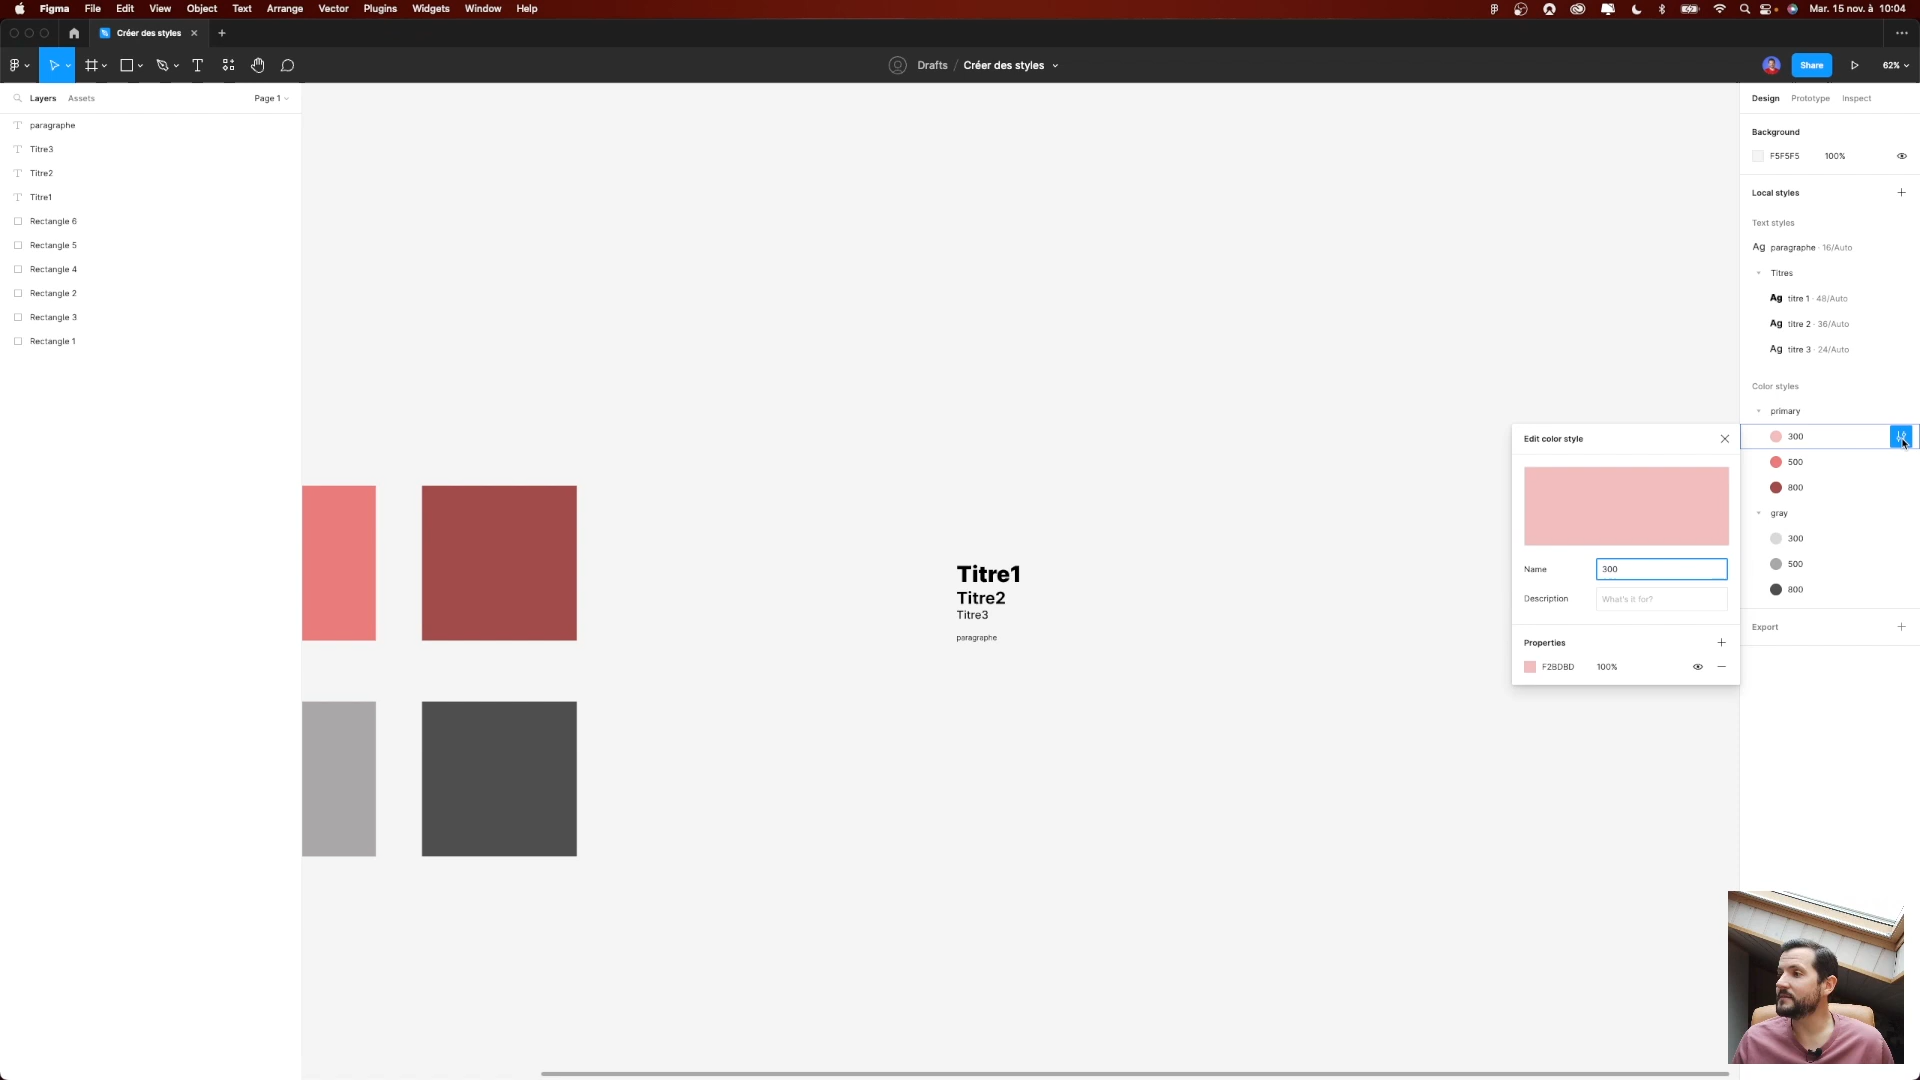 Figma File Edit View Object Text Arrange Vector Plugins Widgets Window Help
Mar. 15 nov. à 10:04
Créer des styles
Drafts / Créer des styles
Share
62%
Layers Assets
Page 1
paragraphe
Titre3
Titre2
Titre1
Rectangle 6
Rectangle 5
Rectangle 4
Rectangle 2
Rectangle 3
Rectangle 1
Titre1
Titre2
Titre3
paragraphe
Edit color style
Name 300
Description What's it for?
Properties
F2BDBD 100%
Design Prototype Inspect
Background
F5F5F5 100%
Local styles
Text styles
Ag paragraphe · 16/Auto
Titres
Ag titre 1 · 48/Auto
Ag titre 2 · 36/Auto
Ag titre 3 · 24/Auto
Color styles
primary
300
500
800
gray
300
500
800
Export